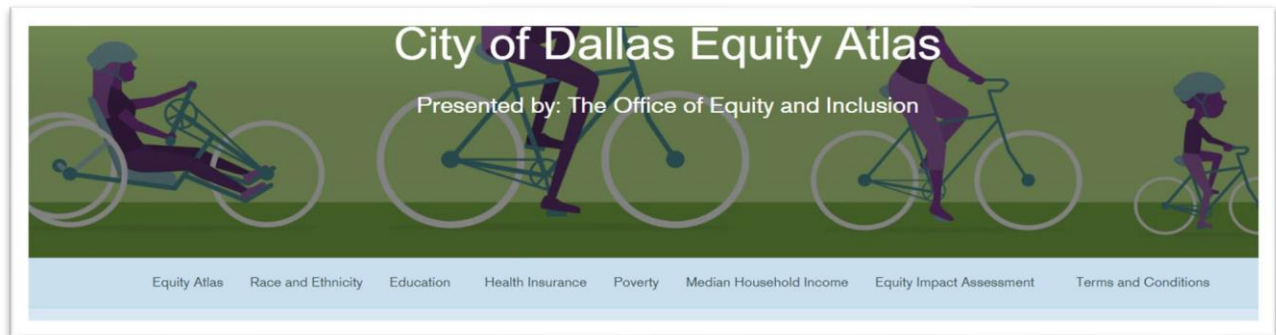 City of Dallas Equity Atlas
Presented by: The Office of Equity and Inclusion
Equity Atlas Race and Ethnicity Education Health Insurance Poverty Median Household Income Equity Impact Assessment Terms and Conditions